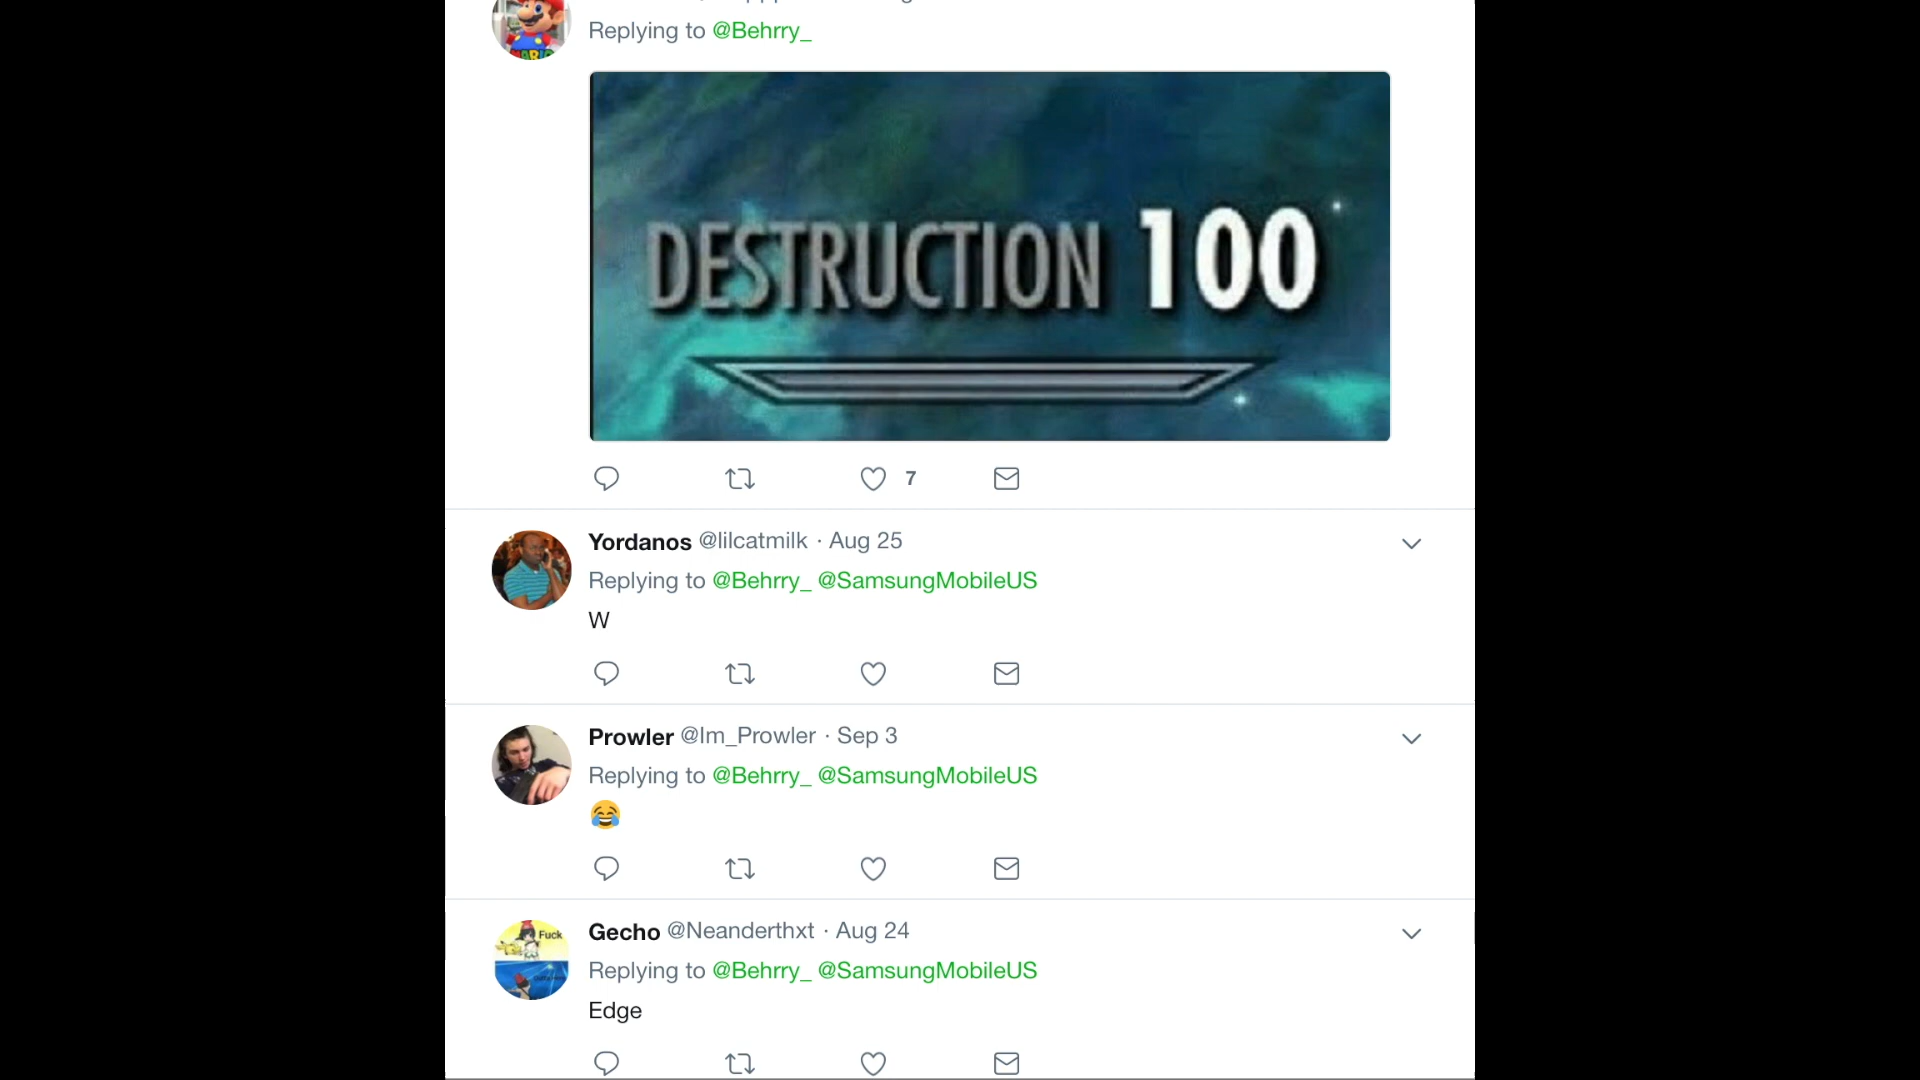 Replying to @Behrry_
DESTRUCTION 100
7
Yordanos @lilcatmilk · Aug 25
Replying to @Behrry_ @SamsungMobileUS
W
Prowler @Im_Prowler · Sep 3
Replying to @Behrry_ @SamsungMobileUS
😂
Fuck
Gecho @Neanderthxt · Aug 24
Replying to @Behrry_ @SamsungMobileUS
Edge